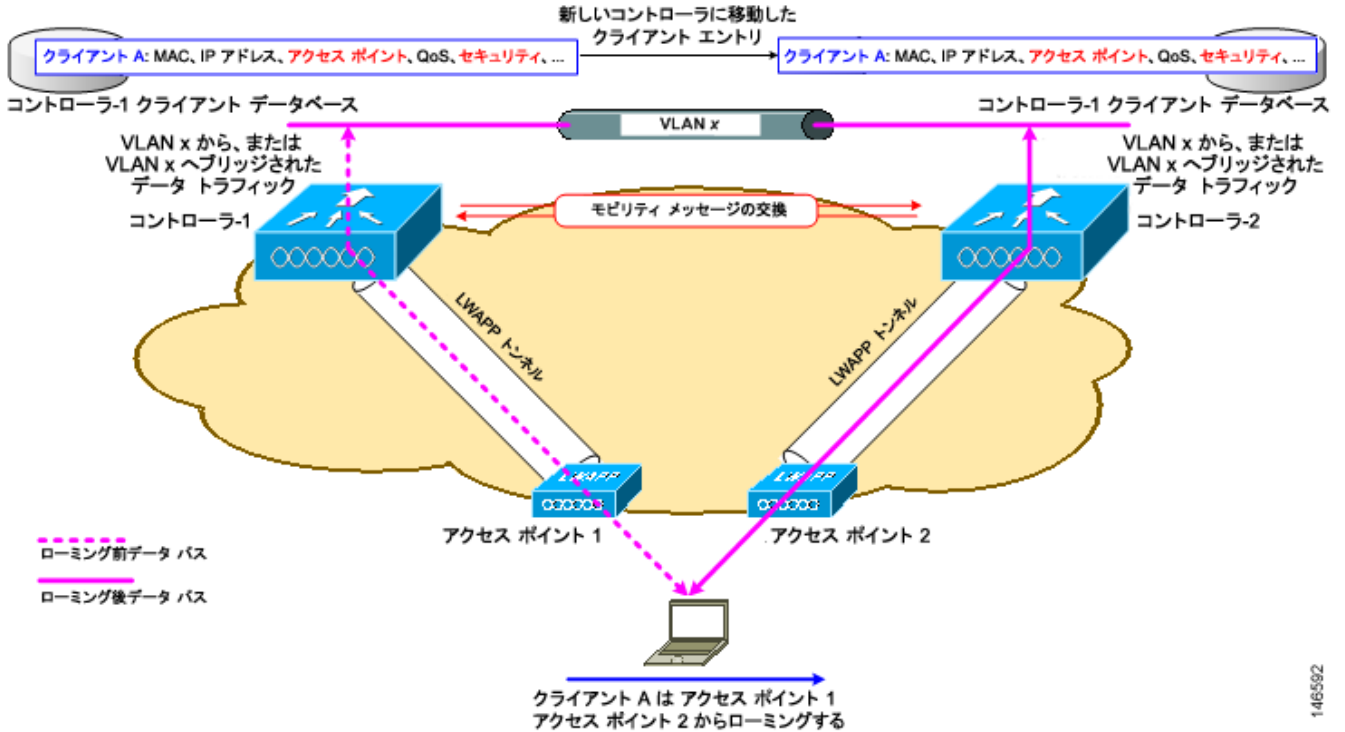 新しいコントローラに移動した
クライアント エントリ
クライアント A: MAC、IP アドレス、アクセス ポイント、QoS、セキュリティ、...
クライアント A: MAC、IP アドレス、アクセス ポイント、QoS、セキュリティ、...
コントローラ-1 クライアント データベース
コントローラ-1 クライアント データベース
VLAN x
VLAN x から、または
VLAN x へブリッジされた
データ トラフィック
VLAN x から、または
VLAN x へブリッジされた
データ トラフィック
コントローラ-1
モビリティ メッセージの交換
コントローラ-2
LWAPP トンネル
LWAPP トンネル
LWAPP
LWAPP
アクセス ポイント 1
アクセス ポイント 2
ローミング前データ パス
ローミング後データ パス
クライアント A は アクセス ポイント 1
アクセス ポイント 2 からローミングする
146592